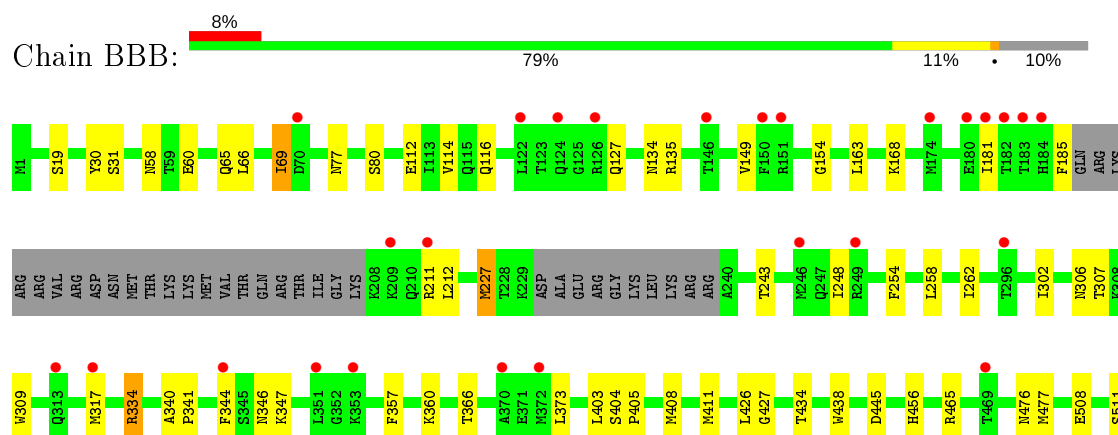 8%
Chain BBB:
79% 11% • 10%
M1 S19 Y30 S31 N58 T59 E60 Q65 L66 I69 D70 N77 S80 E112 I113 V114 Q115 Q116 L122 T123 Q124 G125 R126 Q127 N134 R135 T146 V149 F150 R151 G154 L163 K168 M174 E180 I181 T182 T183 H184 F185 GLN ARG LYS
ARG ARG VAL ARG ASP ASN MET THR LYS LYS MET VAL THR GLN ARG THR ILE GLY LYS K208 K209 Q210 R211 L212 M227 T228 K229 ASP ALA GLU ARG GLY LYS LEU LYS ARG ARG A240 T243 M246 Q247 I248 R249 F254 L258 I262 T296 I302 N306 T307 K308
W309 Q313 M317 R334 A340 P341 F344 S345 N346 K347 L351 G352 K353 F357 K360 T366 A370 E371 M372 L373 L403 S404 P405 M408 M411 L426 G427 T434 W438 D445 H456 R465 T469 N476 M477 E508 S511